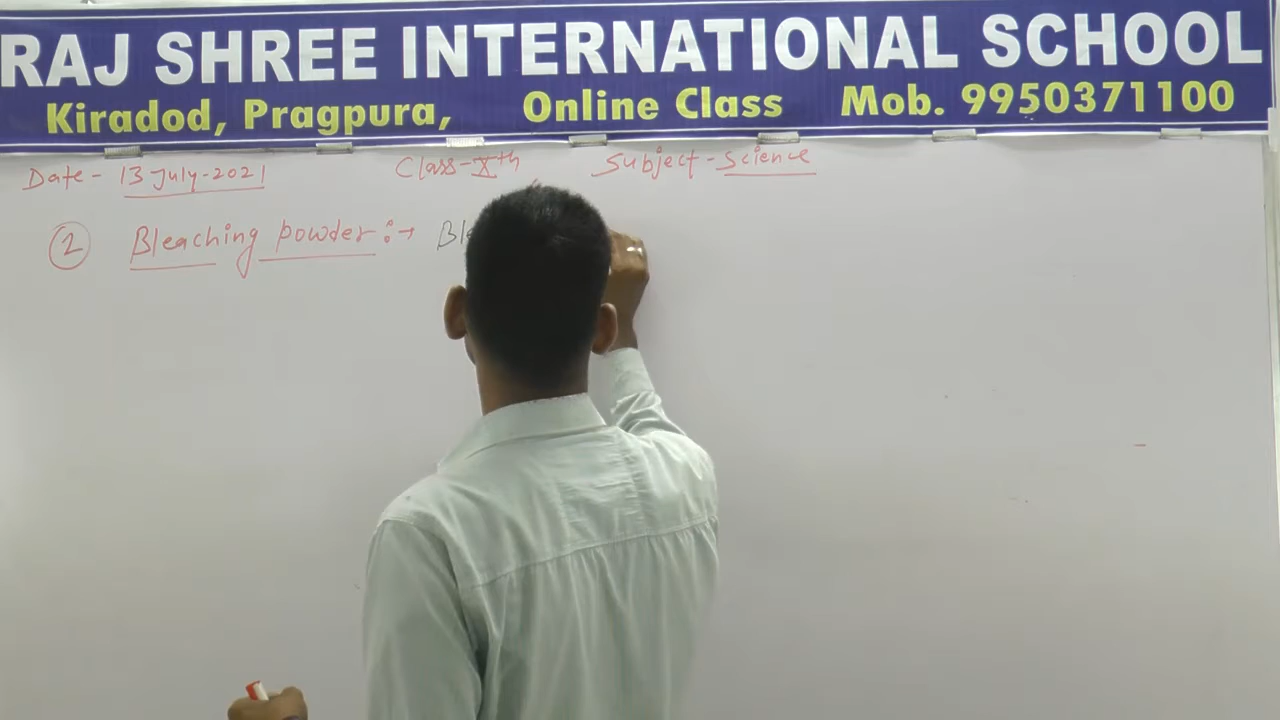 RAJ SHREE INTERNATIONAL SCHOOL
Kiradod, Pragpura, Online Class Mob. 9950371100
Date - 13 July-2021 Class-Xth Subject-Science
2 Bleaching powder :→ Ble